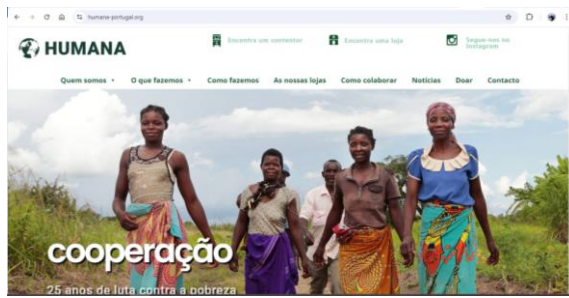 humana-portugal.org
HUMANA
Encontra um contentor
Encontra uma loja
Segue-nos no
Instagram
Quem somos
O que fazemos
Como fazemos
As nossas lojas
Como colaborar
Notícias
Doar
Contacto
cooperação
25 anos de luta contra a pobreza